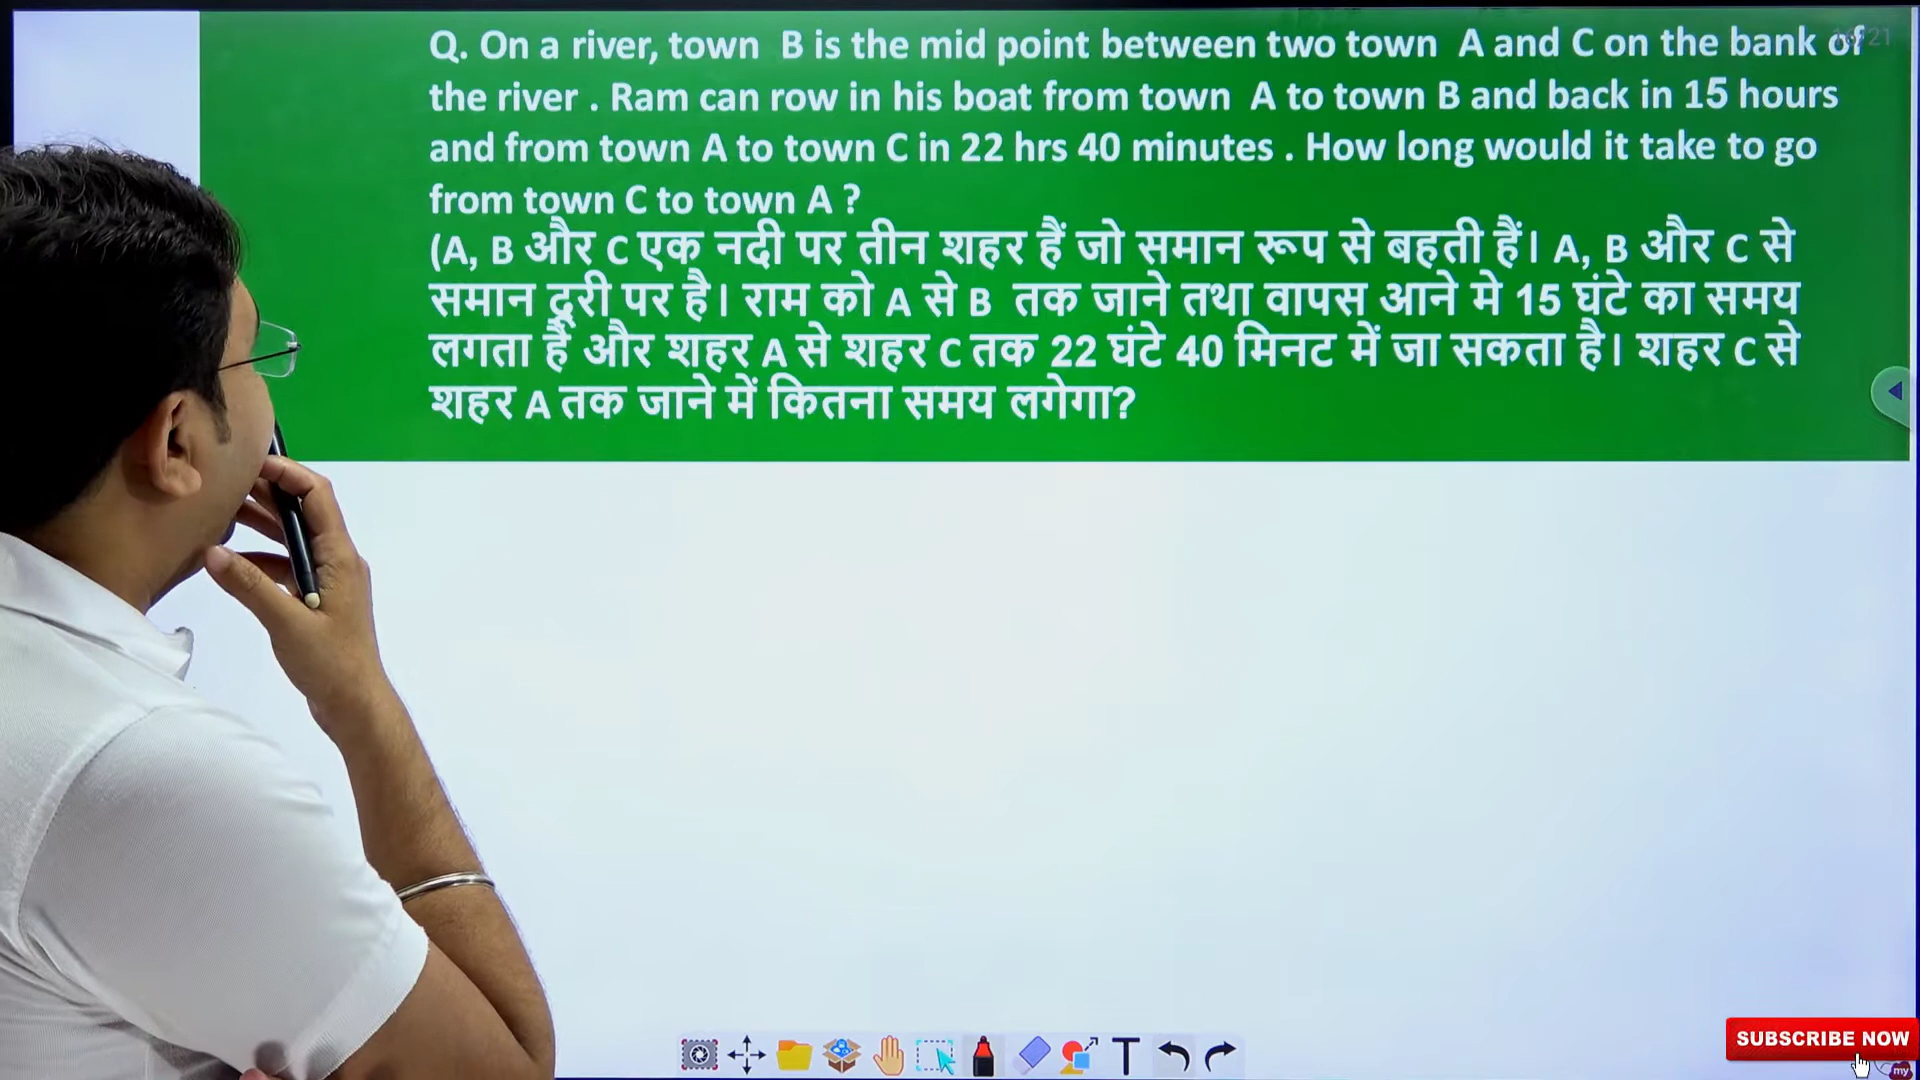 Q. On a river, town B is the mid point between two town A and C on the bank of
the river . Ram can row in his boat from town A to town B and back in 15 hours
and from town A to town C in 22 hrs 40 minutes . How long would it take to go
from town C to town A ?
(A, B और C एक नदी पर तीन शहर हैं जो समान रूप से बहती हैं। A, B और C से
समान दूरी पर है। राम को A से B तक जाने तथा वापस आने मे 15 घंटे का समय
लगता है और शहर A से शहर C तक 22 घंटे 40 मिनट में जा सकता है। शहर C से
शहर A तक जाने में कितना समय लगेगा?
T
SUBSCRIBE NOW
my